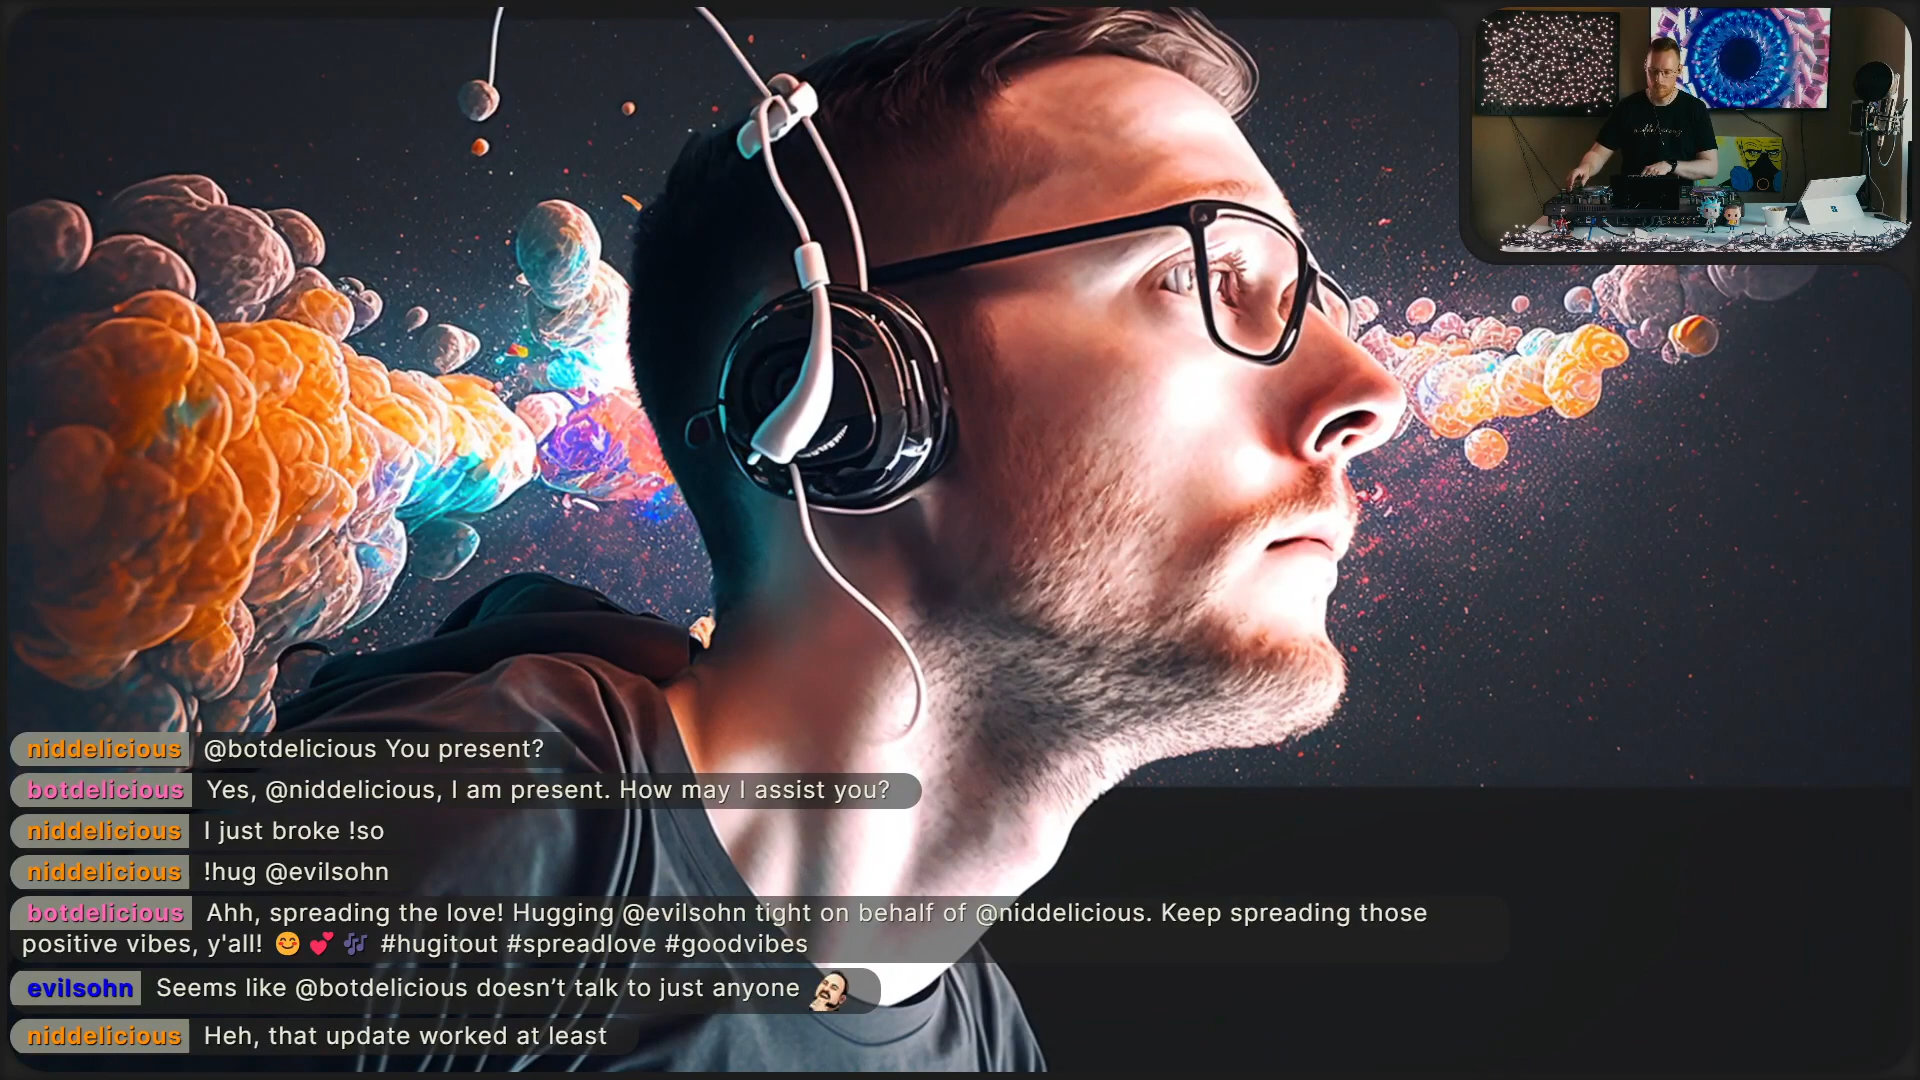 niddelicious @botdelicious You present?
botdelicious Yes, @niddelicious, I am present. How may I assist you?
niddelicious I just broke !so
niddelicious !hug @evilsohn
botdelicious Ahh, spreading the love! Hugging @evilsohn tight on behalf of @niddelicious. Keep spreading those
positive vibes, y'all! 😊 💕 🎶 #hugitout #spreadlove #goodvibes
evilsohn Seems like @botdelicious doesn’t talk to just anyone
niddelicious Heh, that update worked at least